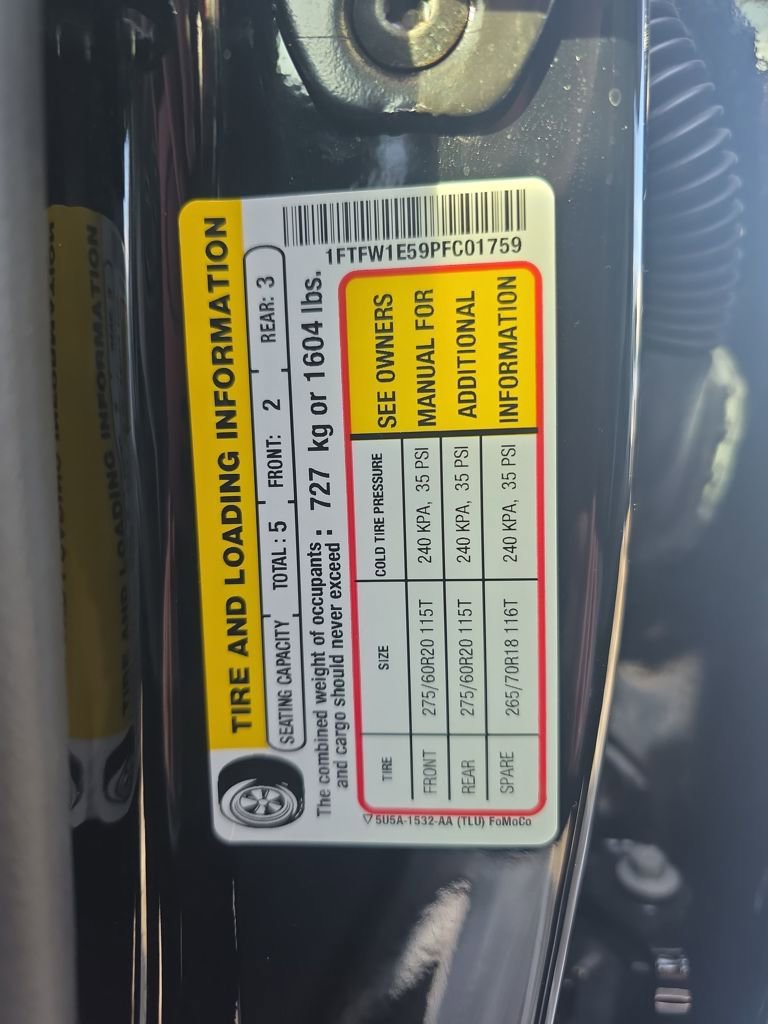 TIRE AND LOADING INFORMATION
SEATING CAPACITY TOTAL : 5 FRONT: 2 REAR: 3
The combined weight of occupants and cargo should never exceed : 727 kg or 1604 lbs.
1FTFW1E59PFC01759
TIRE SIZE COLD TIRE PRESSURE
FRONT 275/60R20 115T 240 KPA, 35 PSI
REAR 275/60R20 115T 240 KPA, 35 PSI
SPARE 265/70R18 116T 240 KPA, 35 PSI
SEE OWNERS
MANUAL FOR
ADDITIONAL
INFORMATION
5U5A-1532-AA (TLU) FoMoCo